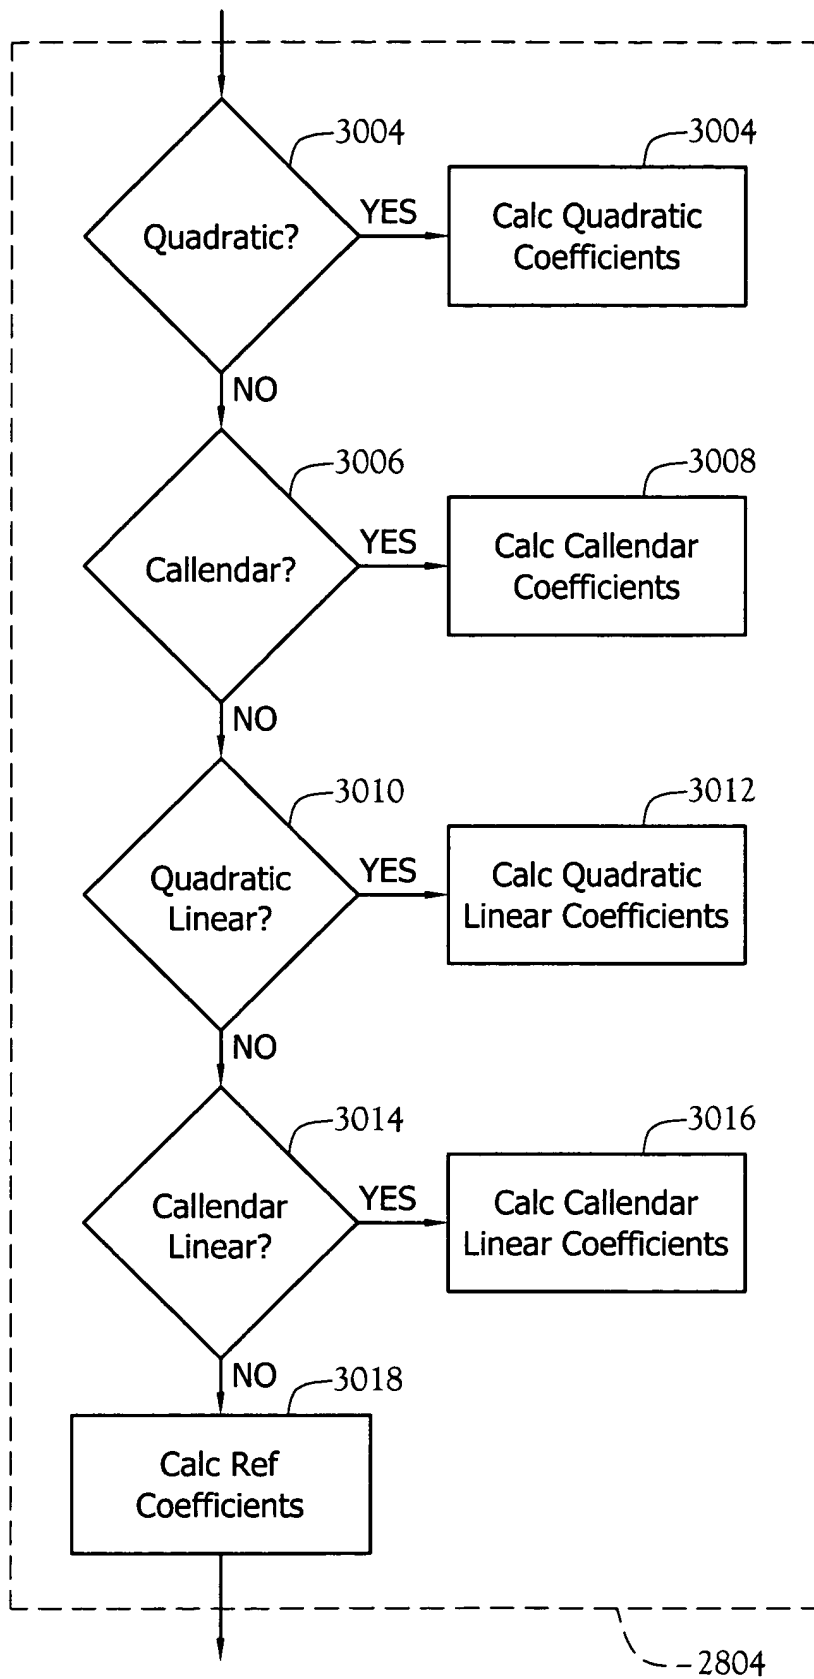 3004
3004
Quadratic?
YES
Calc Quadratic
Coefficients
NO
3006
3008
Callendar?
YES
Calc Callendar
Coefficients
NO
3010
3012
Quadratic
Linear?
YES
Calc Quadratic
Linear Coefficients
NO
3014
3016
Callendar
Linear?
YES
Calc Callendar
Linear Coefficients
NO
3018
Calc Ref
Coefficients
2804